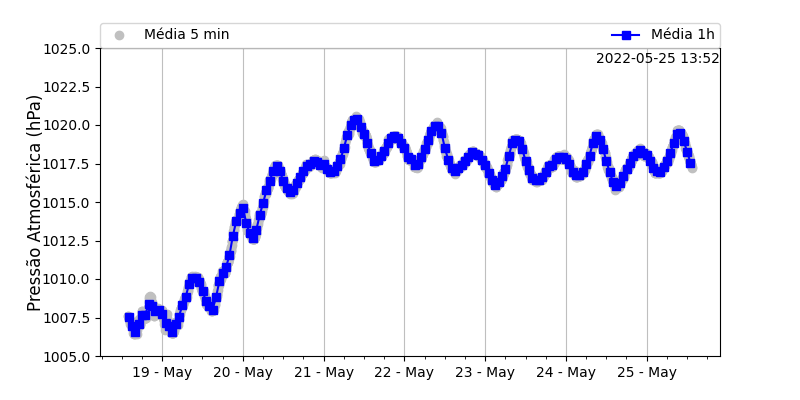 Média 5 min
Média 1h
2022-05-25 13:52
Pressão Atmosférica (hPa)
1025.0
1022.5
1020.0
1017.5
1015.0
1012.5
1010.0
1007.5
1005.0
19 - May
20 - May
21 - May
22 - May
23 - May
24 - May
25 - May